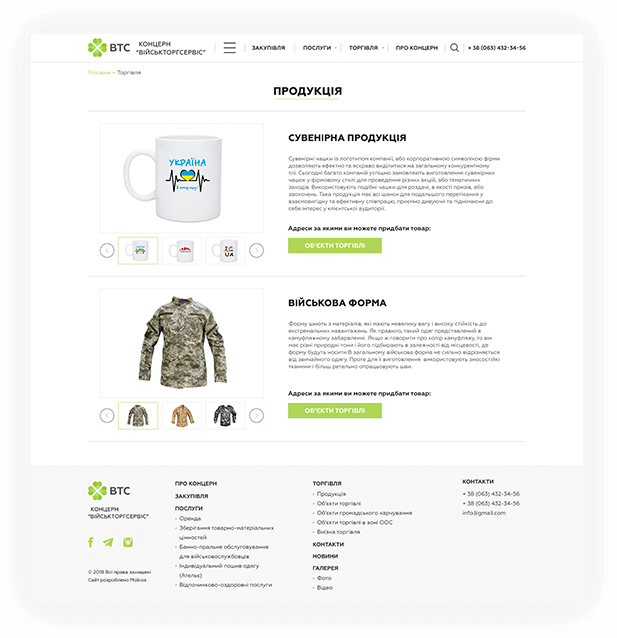 ВТС
КОНЦЕРН
"ВІЙСЬКТОРГСЕРВІС"
ЗАКУПІВЛЯ
ПОСЛУГИ
ТОРГІВЛЯ
ПРО КОНЦЕРН
+ 38 (063) 432-34-56
Головна — Торгівля
ПРОДУКЦІЯ
УКРАЇНА
СУВЕНІРНА ПРОДУКЦІЯ
Сувенірні чашки із логотипом компанії, або корпоративною символікою фірми
дозволяють ефектно та яскраво виділитися на загальному конкурентному
тлі. Сьогодні багато компаній успішно замовляють виготовлення сувенірних
чашок у фірмовому стилі для проведення різних акцій, або тематичних
заходів. Використовують подібні чашки для роздачі, в якості призів, або
заохочень. Така продукція має всі шанси для подальшого перетікання у
взаємовигідну та ефективну співпрацю, приємно дивуючи та піднімаючи до
себе інтерес у клієнтської аудиторії.
Адреси за якими ви можете придбати товар:
ОБ'ЄКТИ ТОРГІВЛІ
ВІЙСЬКОВА ФОРМА
Форму шиють з матеріалів, які мають невелику вагу і високу стійкість до
екстремальних навантажень. Як правило, такий одяг представлений в
камуфляжному забарвленні. Якщо ж говорити про колір камуфляжу, то він
має різні природні тони і його підбирають в залежності від місцевості, де
форму будуть носити.В загальному військова форма не сильно відрізняється
від звичайного одягу. Проте для її виготовлення використовують зносостійкі
тканини і більш ретельно опрацьовують шви.
Адреси за якими ви можете придбати товар:
ОБ'ЄКТИ ТОРГІВЛІ
ВТС
КОНЦЕРН
"ВІЙСЬКТОРГСЕРВІС"
© 2018 Всі права захищені
Сайт розроблено Mobios
ПРО КОНЦЕРН
ЗАКУПІВЛЯ
ПОСЛУГИ
- Оренда
- Зберігання товарно-матеріальних
цінностей
- Банно-пральне обслуговування
для військовослужбовців
- Індивідуальний пошив одягу
(Ательє)
- Відпочинково-оздоровчі послуги
ТОРГІВЛЯ
- Продукція
- Об'єкти торгівлі
- Об'єкти громадського харчування
- Об'єкти торгівлі в зоні ООС
- Виїзна торгівля
КОНТАКТИ
НОВИНИ
ГАЛЕРЕЯ
- Фото
- Відео
КОНТАКТИ
+ 38 (063) 432-34-56
+ 38 (063) 432-34-56
info@gmail.com